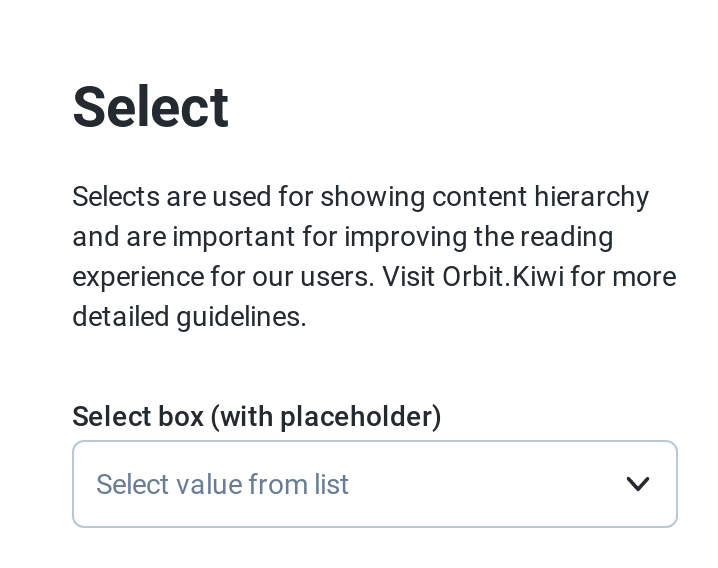 Select
Selects are used for showing content hierarchy
and are important for improving the reading
experience for our users. Visit Orbit.Kiwi for more
detailed guidelines.
Select box (with placeholder)
Select value from list